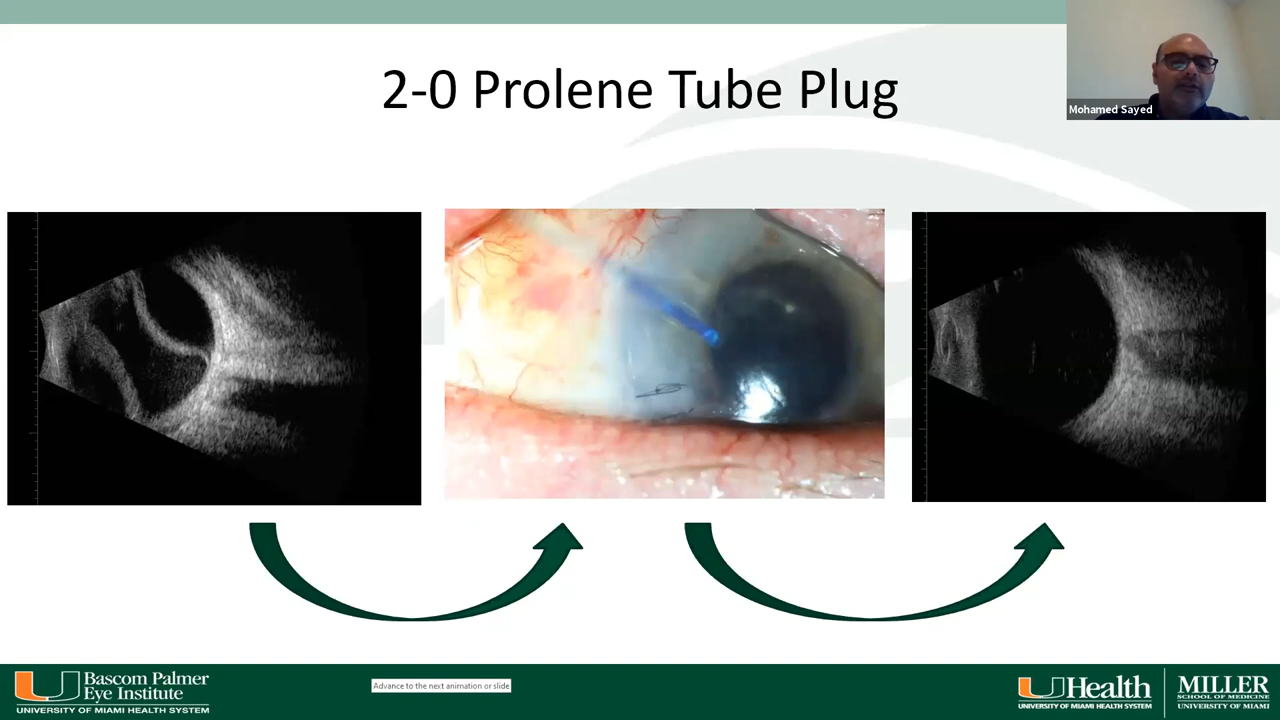 2-0 Prolene Tube Plug
Mohamed Sayed
Bascom Palmer
Eye Institute
UNIVERSITY OF MIAMI HEALTH SYSTEM
Advance to the next animation or slide
UHealth
UNIVERSITY OF MIAMI HEALTH SYSTEM
MILLER
SCHOOL OF MEDICINE
UNIVERSITY OF MIAMI